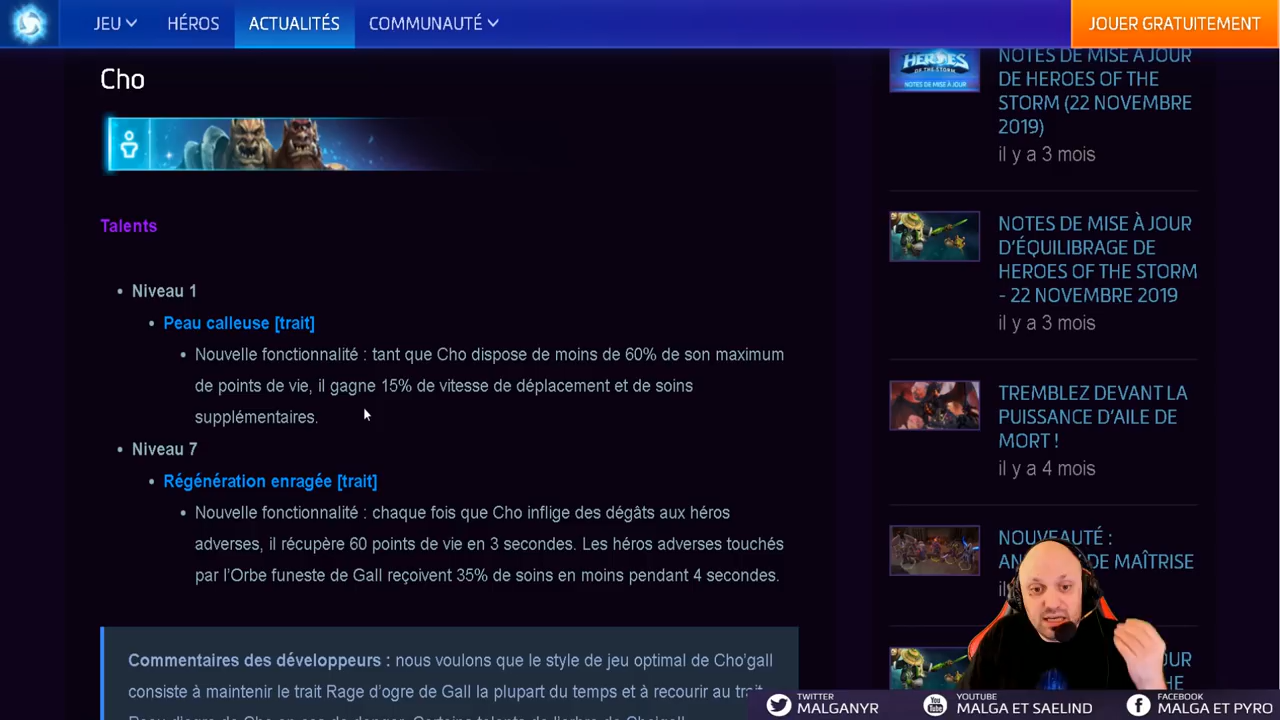 JEU
HÉROS
ACTUALITÉS
COMMUNAUTÉ
JOUER GRATUITEMENT
Cho
Talents
Niveau 1
Peau calleuse [trait]
Nouvelle fonctionnalité : tant que Cho dispose de moins de 60% de son maximum
de points de vie, il gagne 15% de vitesse de déplacement et de soins
supplémentaires.
Niveau 7
Régénération enragée [trait]
Nouvelle fonctionnalité : chaque fois que Cho inflige des dégâts aux héros
adverses, il récupère 60 points de vie en 3 secondes. Les héros adverses touchés
par l'Orbe funeste de Gall reçoivent 35% de soins en moins pendant 4 secondes.
Commentaires des développeurs : nous voulons que le style de jeu optimal de Cho'gall
consiste à maintenir le trait Rage d'ogre de Gall la plupart du temps et à recourir au
HEROES
OF THE STORM
NOTES DE MISE À JOUR
NOTES DE MISE À JOUR
DE HEROES OF THE
STORM (22 NOVEMBRE
2019)
il y a 3 mois
NOTES DE MISE À JOUR
D'ÉQUILIBRAGE DE
HEROES OF THE STORM
- 22 NOVEMBRE 2019
il y a 3 mois
TREMBLEZ DEVANT LA
PUISSANCE D'AILE DE
MORT !
il y a 4 mois
NOUVEAUTÉ :
DE MAÎTRISE
TWITTER
MALGANYR
YOUTUBE
MALGA ET SAELIND
FACEBOOK
MALGA ET PYRO